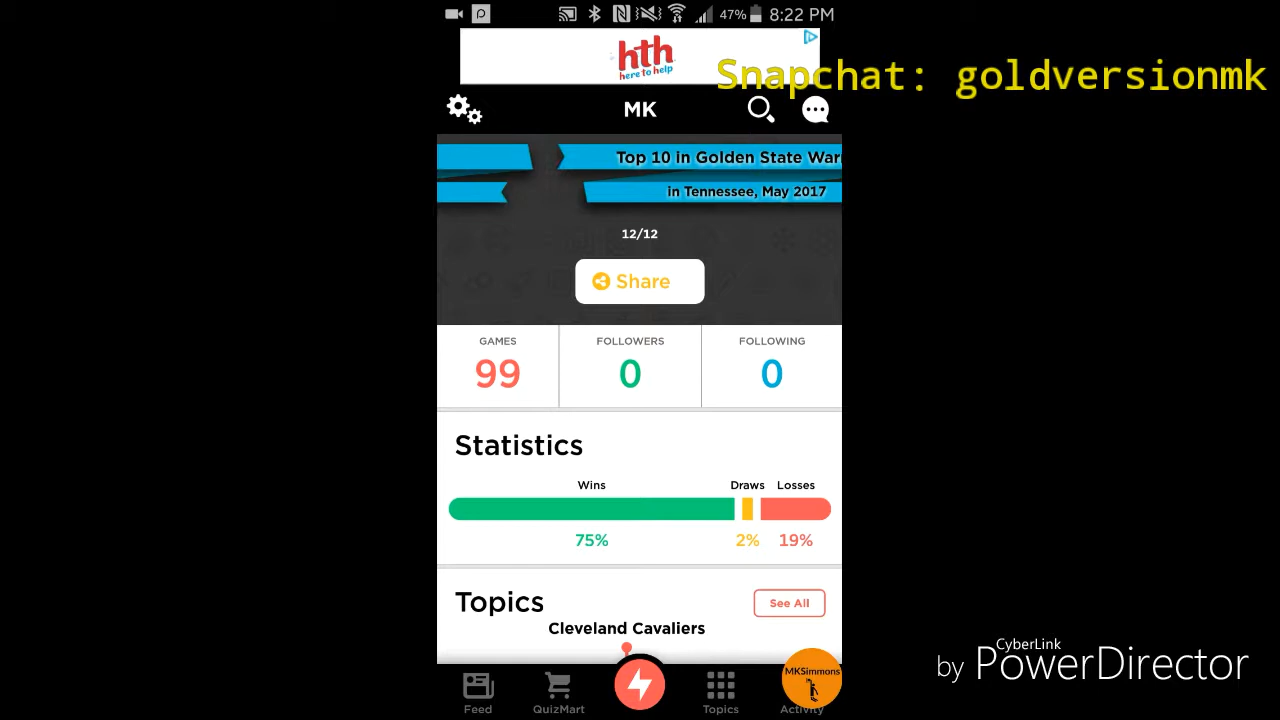 47% 8:22 PM
hth
here to help
Snapchat: goldversionmk
MK
Top 10 in Golden State War
in Tennessee, May 2017
12/12
Share
GAMES FOLLOWERS FOLLOWING
99 0 0
Statistics
Wins Draws Losses
75% 2% 19%
Topics See All
Cleveland Cavaliers
MKSimmons
Feed QuizMart Topics Activity
CyberLink
by PowerDirector